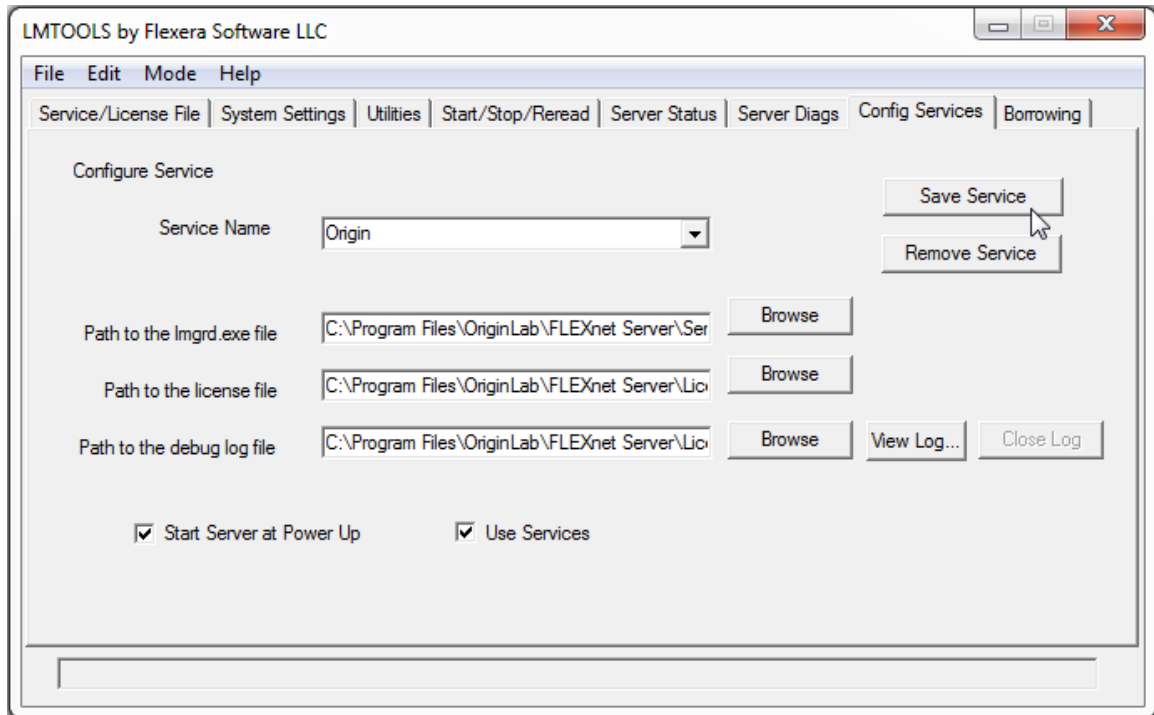 LMTOOLS by Flexera Software LLC
File Edit Mode Help
Service/License File System Settings Utilities Start/Stop/Reread Server Status Server Diags Config Services Borrowing
Configure Service
Save Service
Service Name Origin
Remove Service
Path to the lmgrd.exe file C:\Program Files\OriginLab\FLEXnet Server\Ser Browse
Path to the license file C:\Program Files\OriginLab\FLEXnet Server\Lic Browse
Path to the debug log file C:\Program Files\OriginLab\FLEXnet Server\Lic Browse View Log... Close Log
Start Server at Power Up Use Services